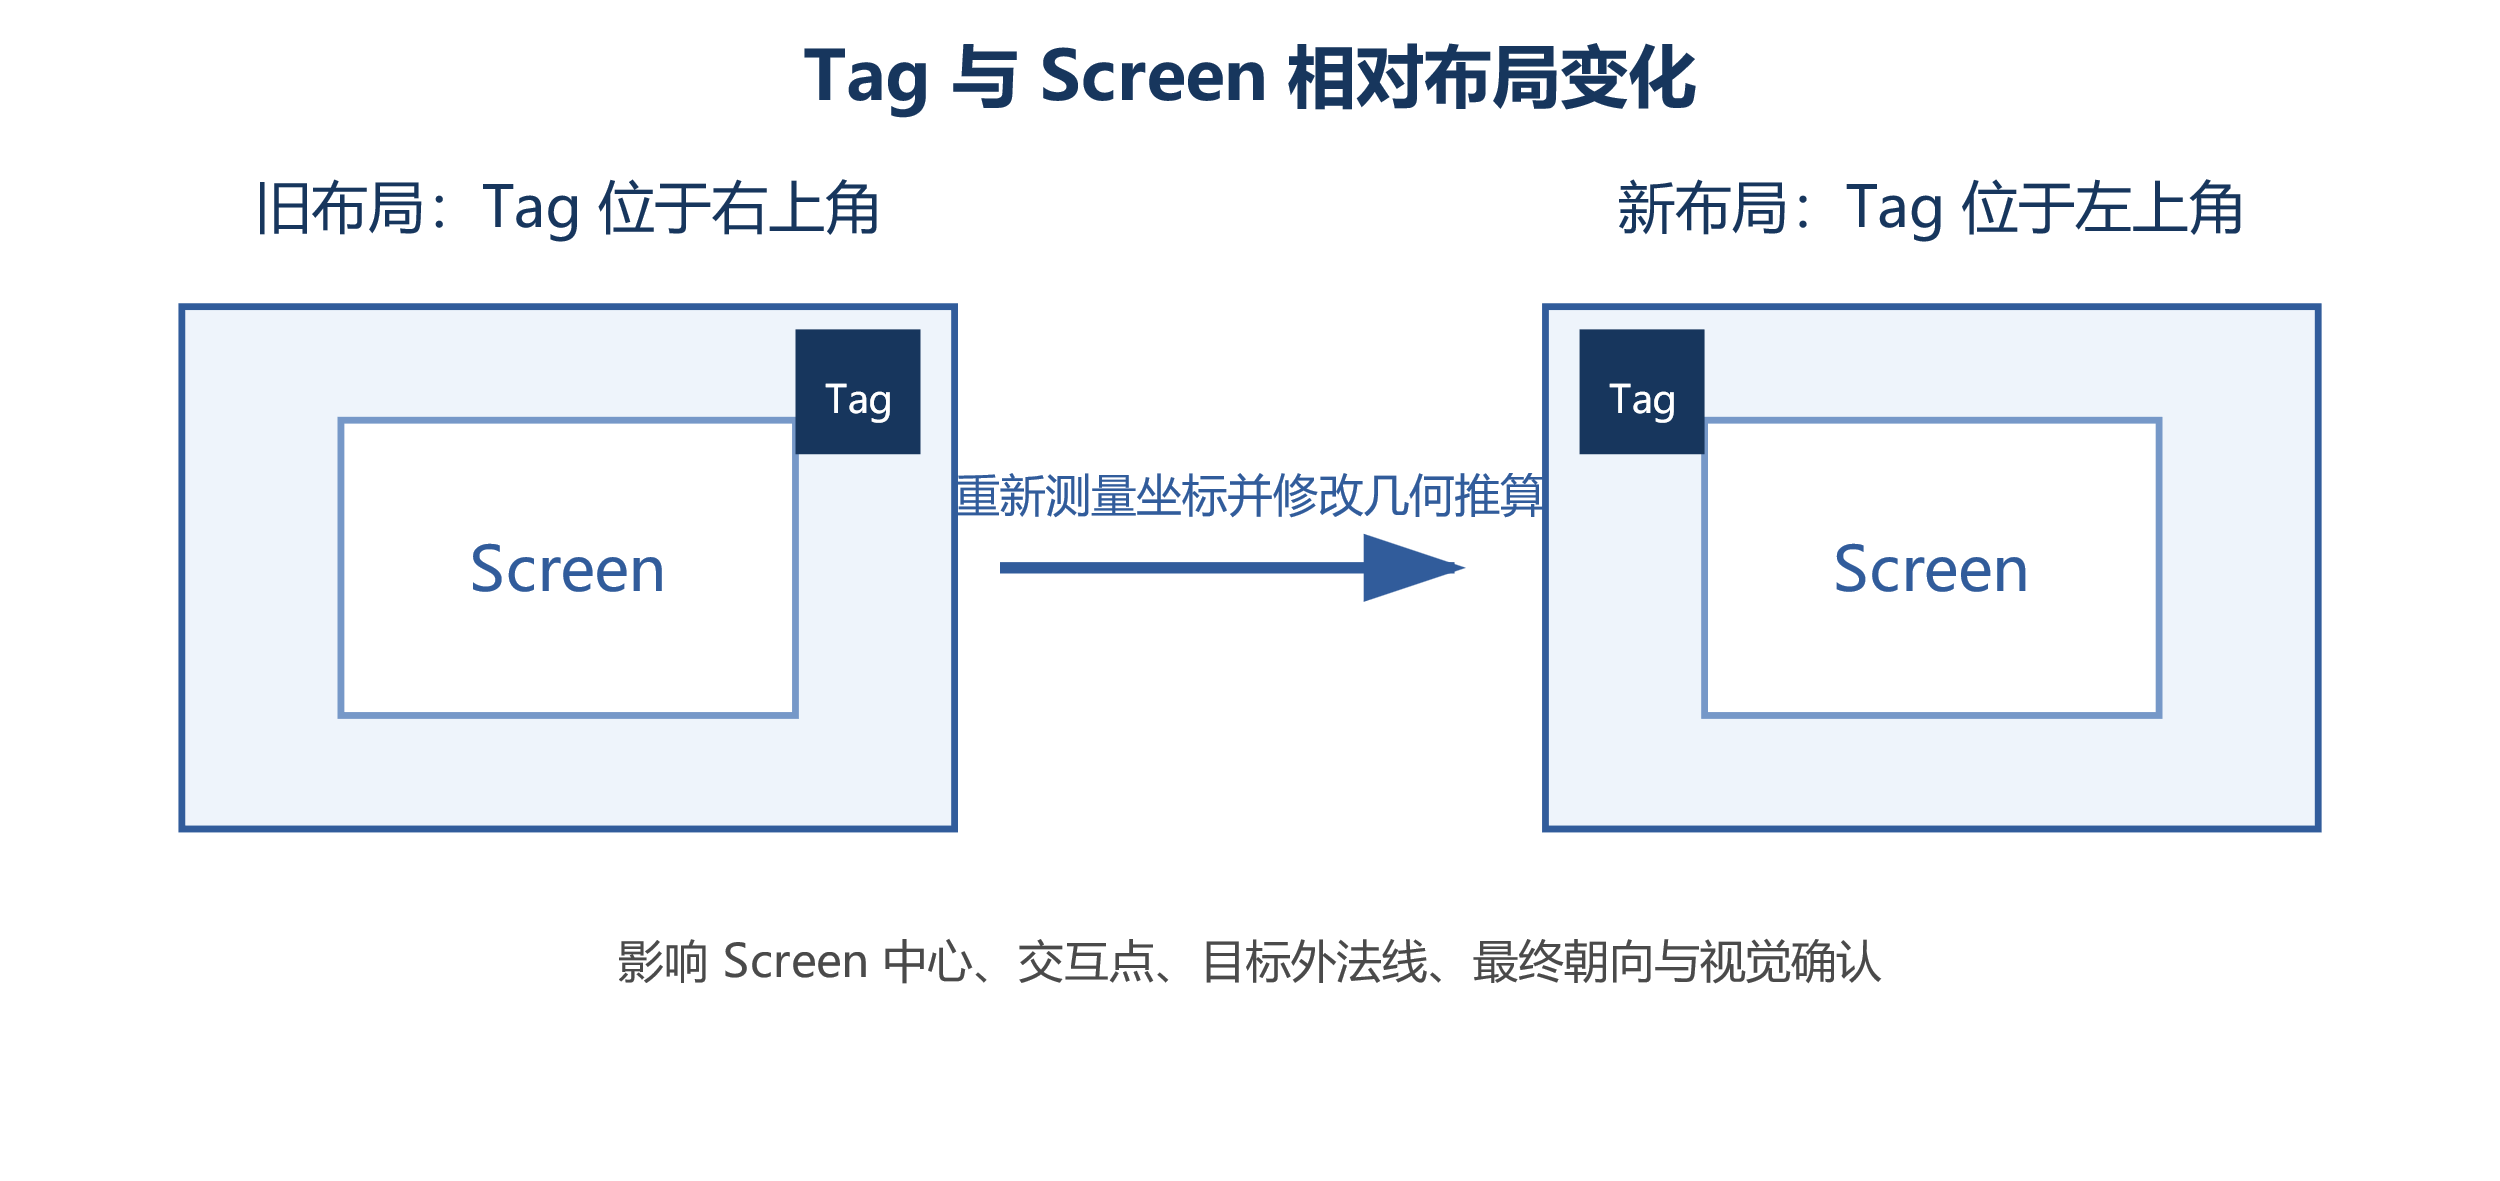 Tag 与 Screen 相对布局变化
旧布局：Tag 位于右上角
新布局：Tag 位于左上角
Tag
Tag
重新测量坐标并修改几何推算
Screen
Screen
影响 Screen 中心、交互点、目标外法线、最终朝向与视觉确认